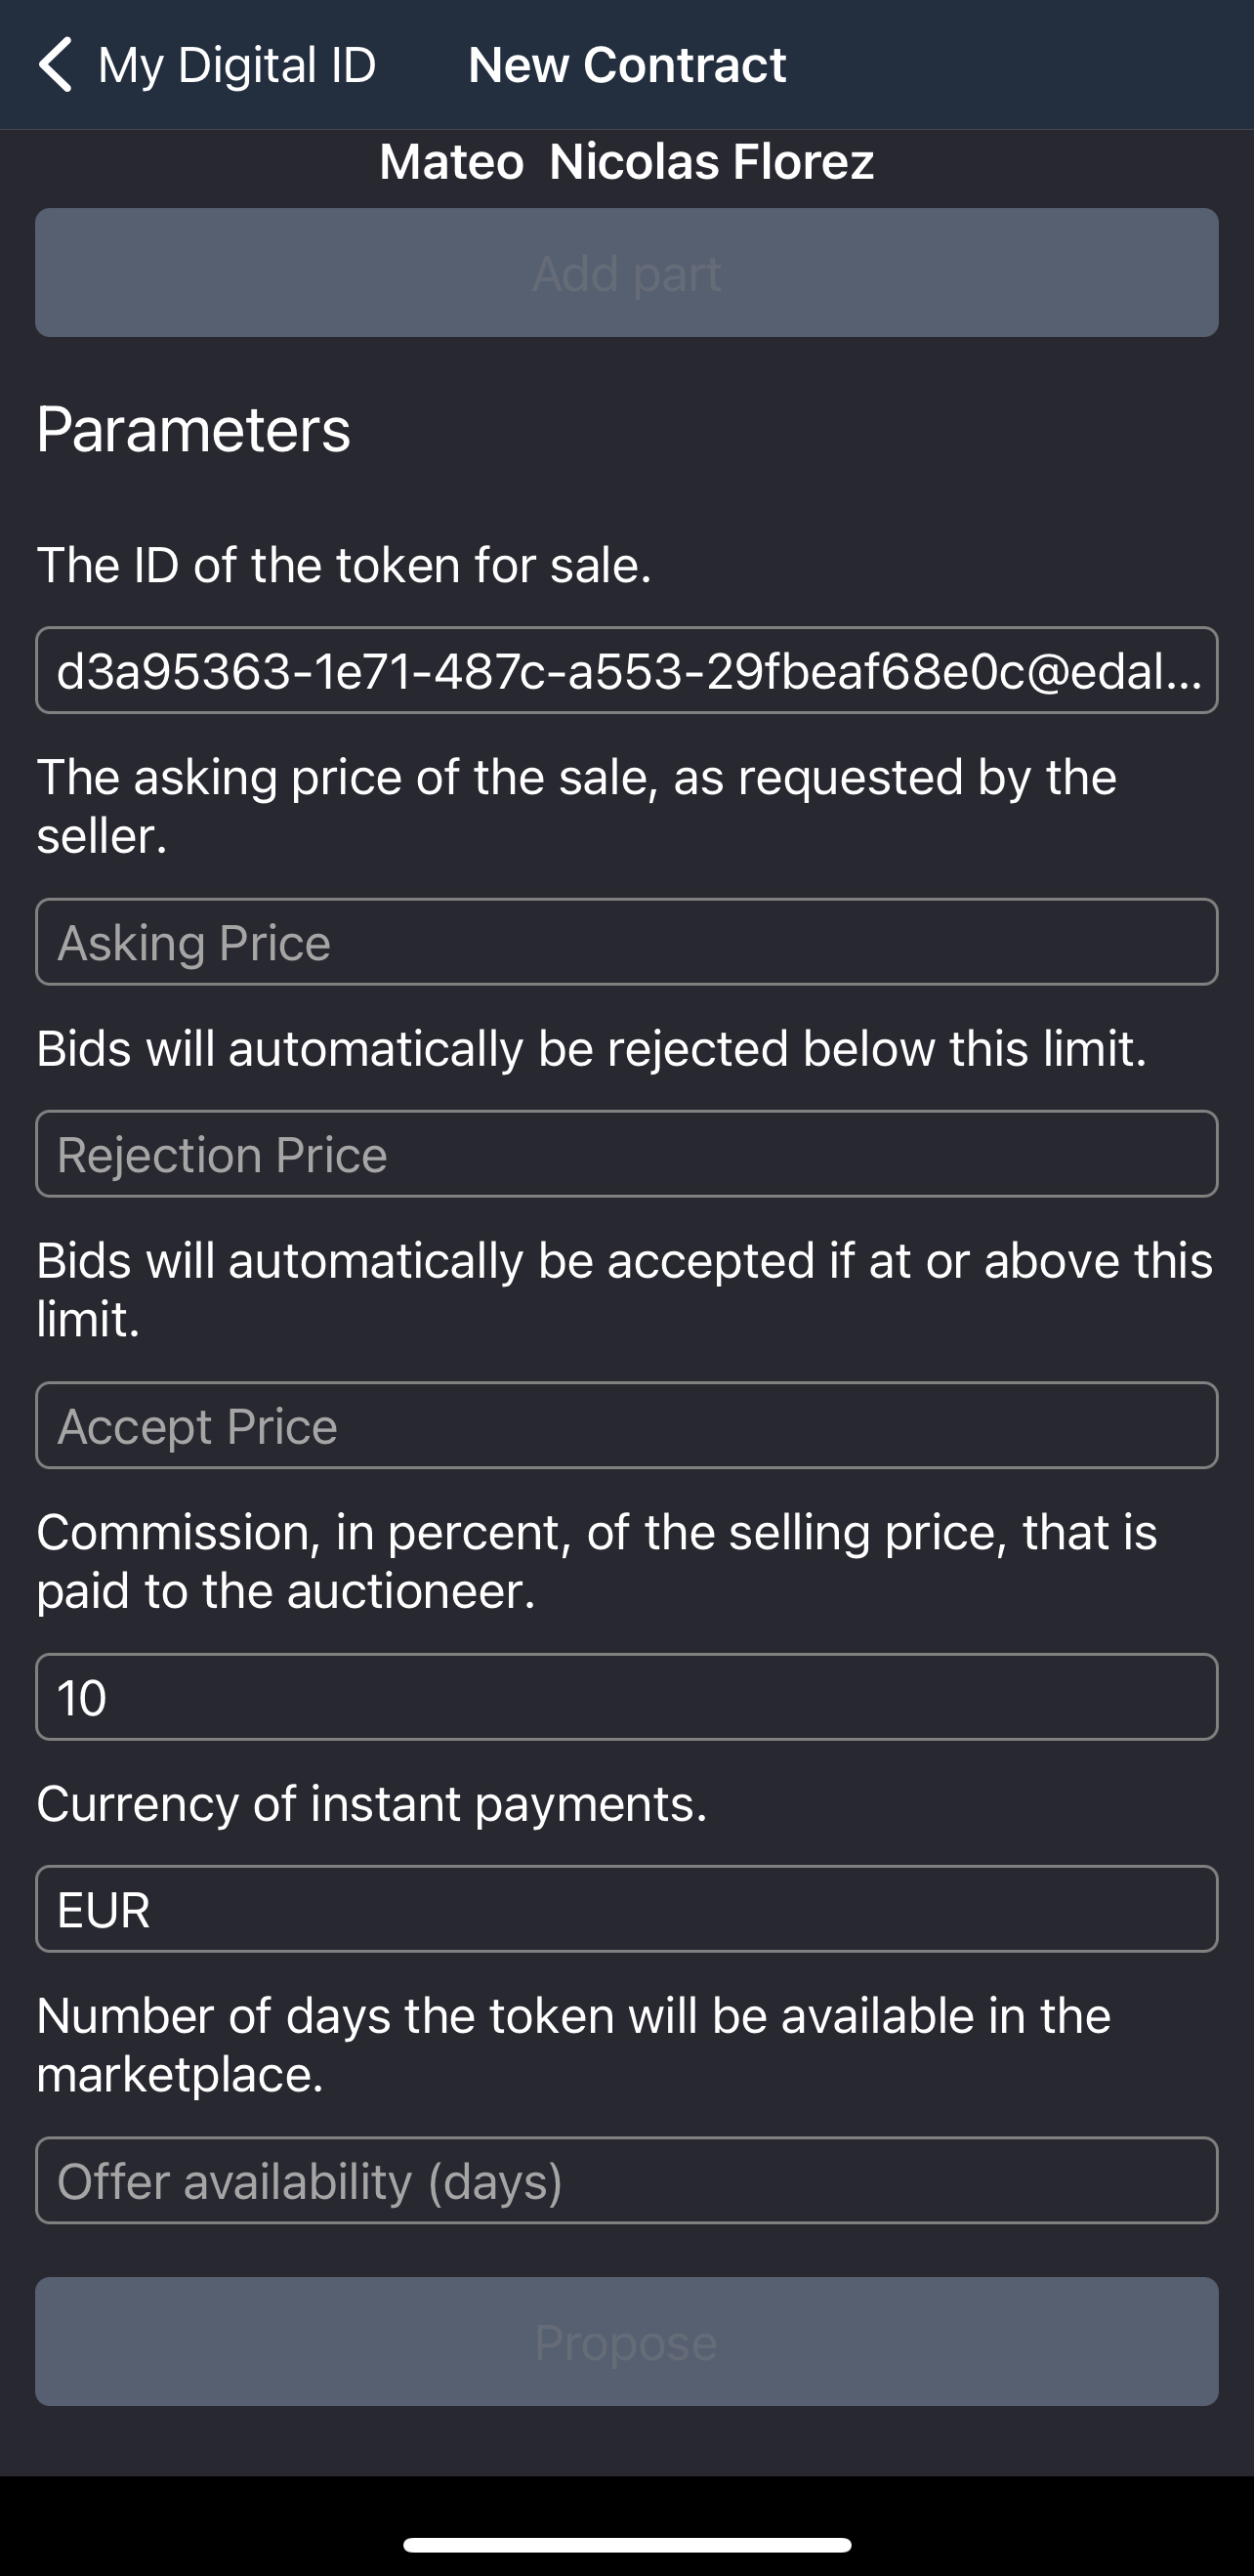 My Digital ID New Contract
Mateo  Nicolas Florez
Add part
Parameters
The ID of the token for sale.
d3a95363-1e71-487c-a553-29fbeaf68e0c@edal...
The asking price of the sale, as requested by the
seller.
Asking Price
Bids will automatically be rejected below this limit.
Rejection Price
Bids will automatically be accepted if at or above this
limit.
Accept Price
Commission, in percent, of the selling price, that is
paid to the auctioneer.
10
Currency of instant payments.
EUR
Number of days the token will be available in the
marketplace.
Offer availability (days)
Propose